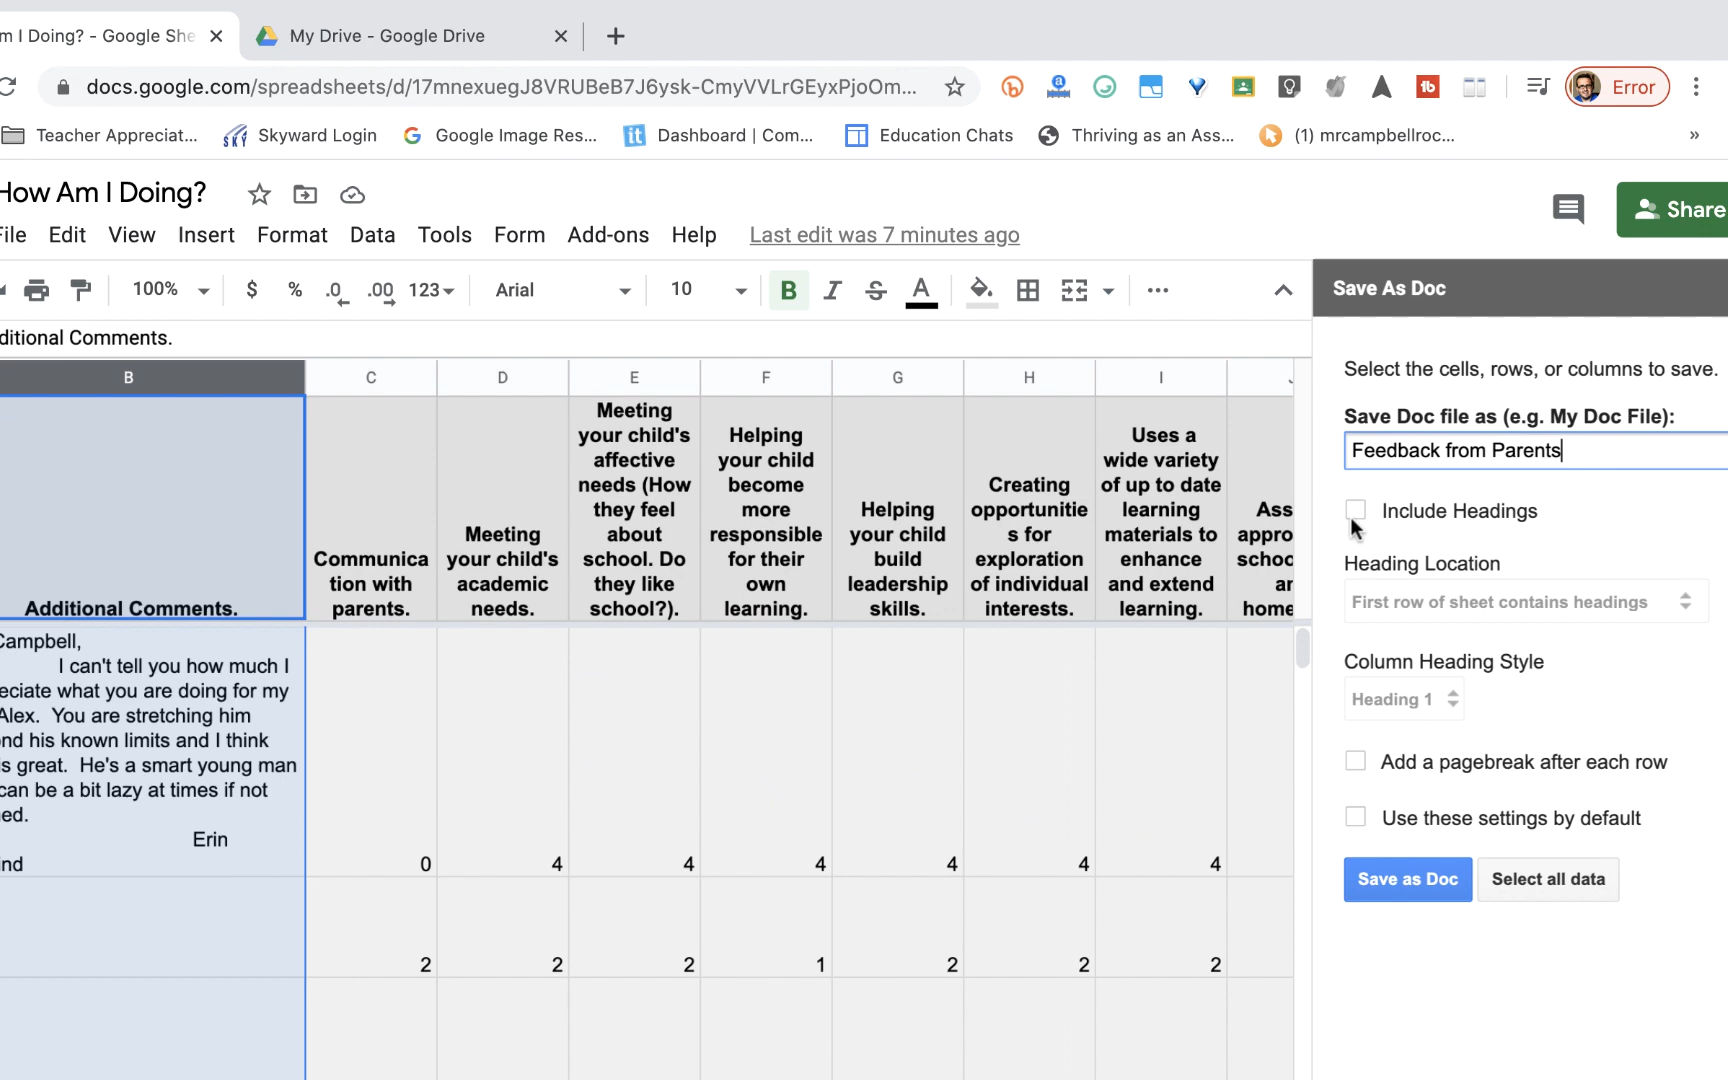 m I Doing? - Google She
My Drive - Google Drive
docs.google.com/spreadsheets/d/17mnexuegJ8VRUBeB7J6ysk-CmyVVLrGEyxPjoOm...
Error
Teacher Appreciat...
Skyward Login
Google Image Res...
Dashboard | Com...
Education Chats
Thriving as an Ass...
(1) mrcampbellroc...
»
How Am I Doing?
Share
File Edit View Insert Format Data Tools Form Add-ons Help Last edit was 7 minutes ago
100% $ % .0 .00 123 Arial 10 B I S A
Save As Doc
ditional Comments.
B C D E F G H I
Additional Comments.
Communica
tion with
parents.
Meeting
your child's
academic
needs.
Meeting
your child's
affective
needs (How
they feel
about
school. Do
they like
school?).
Helping
your child
become
more
responsible
for their
own
learning.
Helping
your child
build
leadership
skills.
Creating
opportunitie
s for
exploration
of individual
interests.
Uses a
wide variety
of up to date
learning
materials to
enhance
and extend
learning.
Ass
appro
schoo
an
home
Campbell,
I can't tell you how much I
eciate what you are doing for my
Alex. You are stretching him
nd his known limits and I think
s great. He's a smart young man
can be a bit lazy at times if not
ed.
Erin
ind
0 4 4 4 4 4 4
2 2 2 1 2 2 2
Select the cells, rows, or columns to save.
Save Doc file as (e.g. My Doc File):
Feedback from Parents
Include Headings
Heading Location
First row of sheet contains headings
Column Heading Style
Heading 1
Add a pagebreak after each row
Use these settings by default
Save as Doc
Select all data